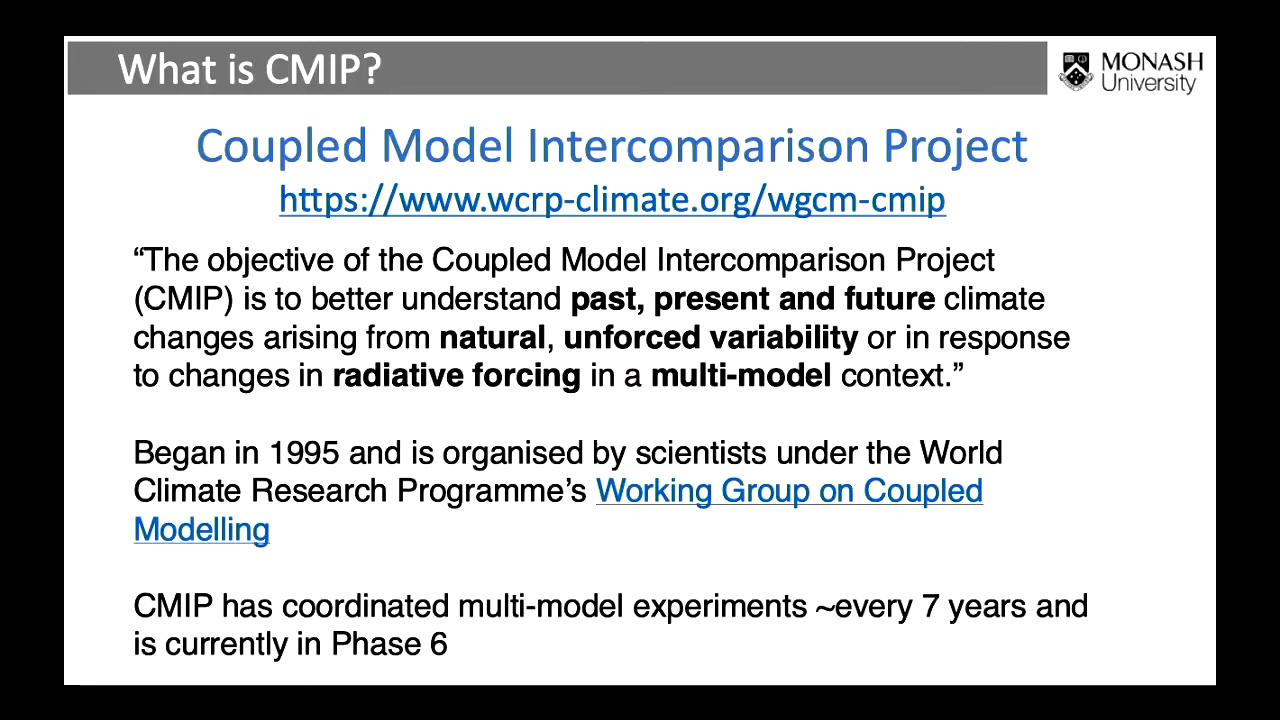 What is CMIP?
MONASH
University
Coupled Model Intercomparison Project
https://www.wcrp-climate.org/wgcm-cmip
“The objective of the Coupled Model Intercomparison Project
(CMIP) is to better understand past, present and future climate
changes arising from natural, unforced variability or in response
to changes in radiative forcing in a multi-model context.”
Began in 1995 and is organised by scientists under the World
Climate Research Programme’s Working Group on Coupled
Modelling
CMIP has coordinated multi-model experiments ~every 7 years and
is currently in Phase 6